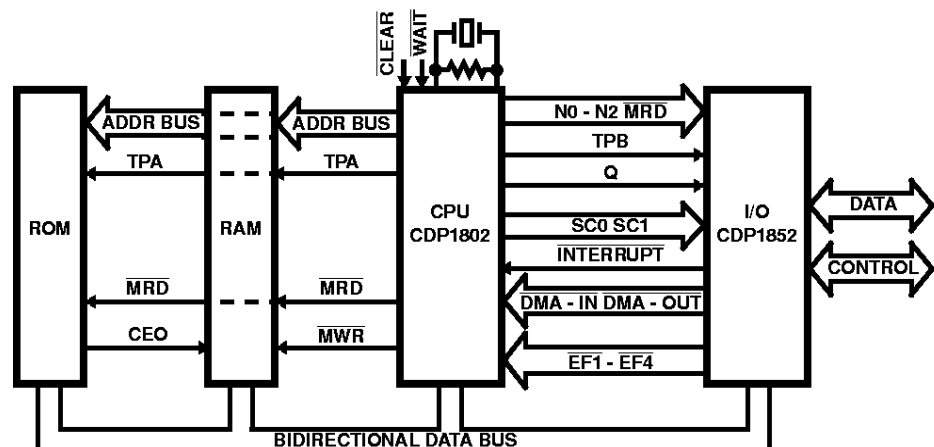 CLEAR
WAIT
ADDR BUS
ADDR BUS
N0 - N2 MRD
TPB
TPA
TPA
Q
ROM
RAM
CPU
CDP1802
SC0 SC1
I/O
CDP1852
DATA
INTERRUPT
CONTROL
MRD
MRD
DMA - IN DMA - OUT
CEO
MWR
EF1 - EF4
BIDIRECTIONAL DATA BUS